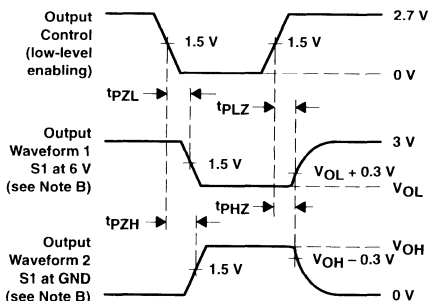 Output
Control
(low-level
enabling)
1.5 V
1.5 V
2.7 V
0 V
tPZL
tPLZ
Output
Waveform 1
S1 at 6 V
(see Note B)
1.5 V
3 V
VOL + 0.3 V
VOL
tPZH
tPHZ
Output
Waveform 2
S1 at GND
(see Note B)
1.5 V
VOH
VOH – 0.3 V
0 V